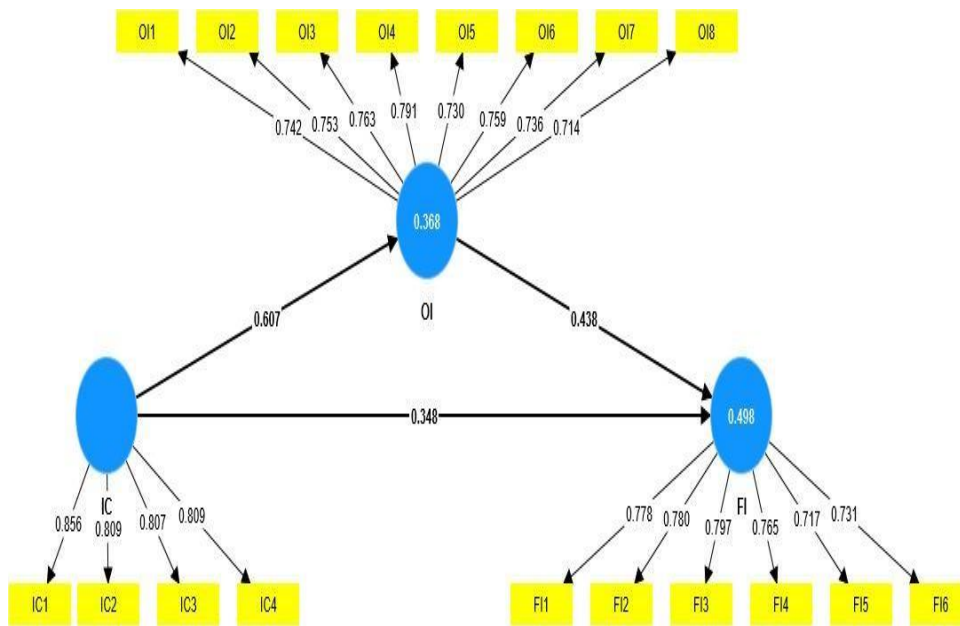 OI1 OI2 OI3 OI4 OI5 OI6 OI7 OI8
0.742 0.753 0.763 0.791 0.730 0.759 0.736 0.714
0.368
OI
0.607 0.438
0.348
0.498
IC FI
0.856 0.809 0.807 0.809 0.778 0.780 0.797 0.765 0.717 0.731
IC1 IC2 IC3 IC4 FI1 FI2 FI3 FI4 FI5 FI6